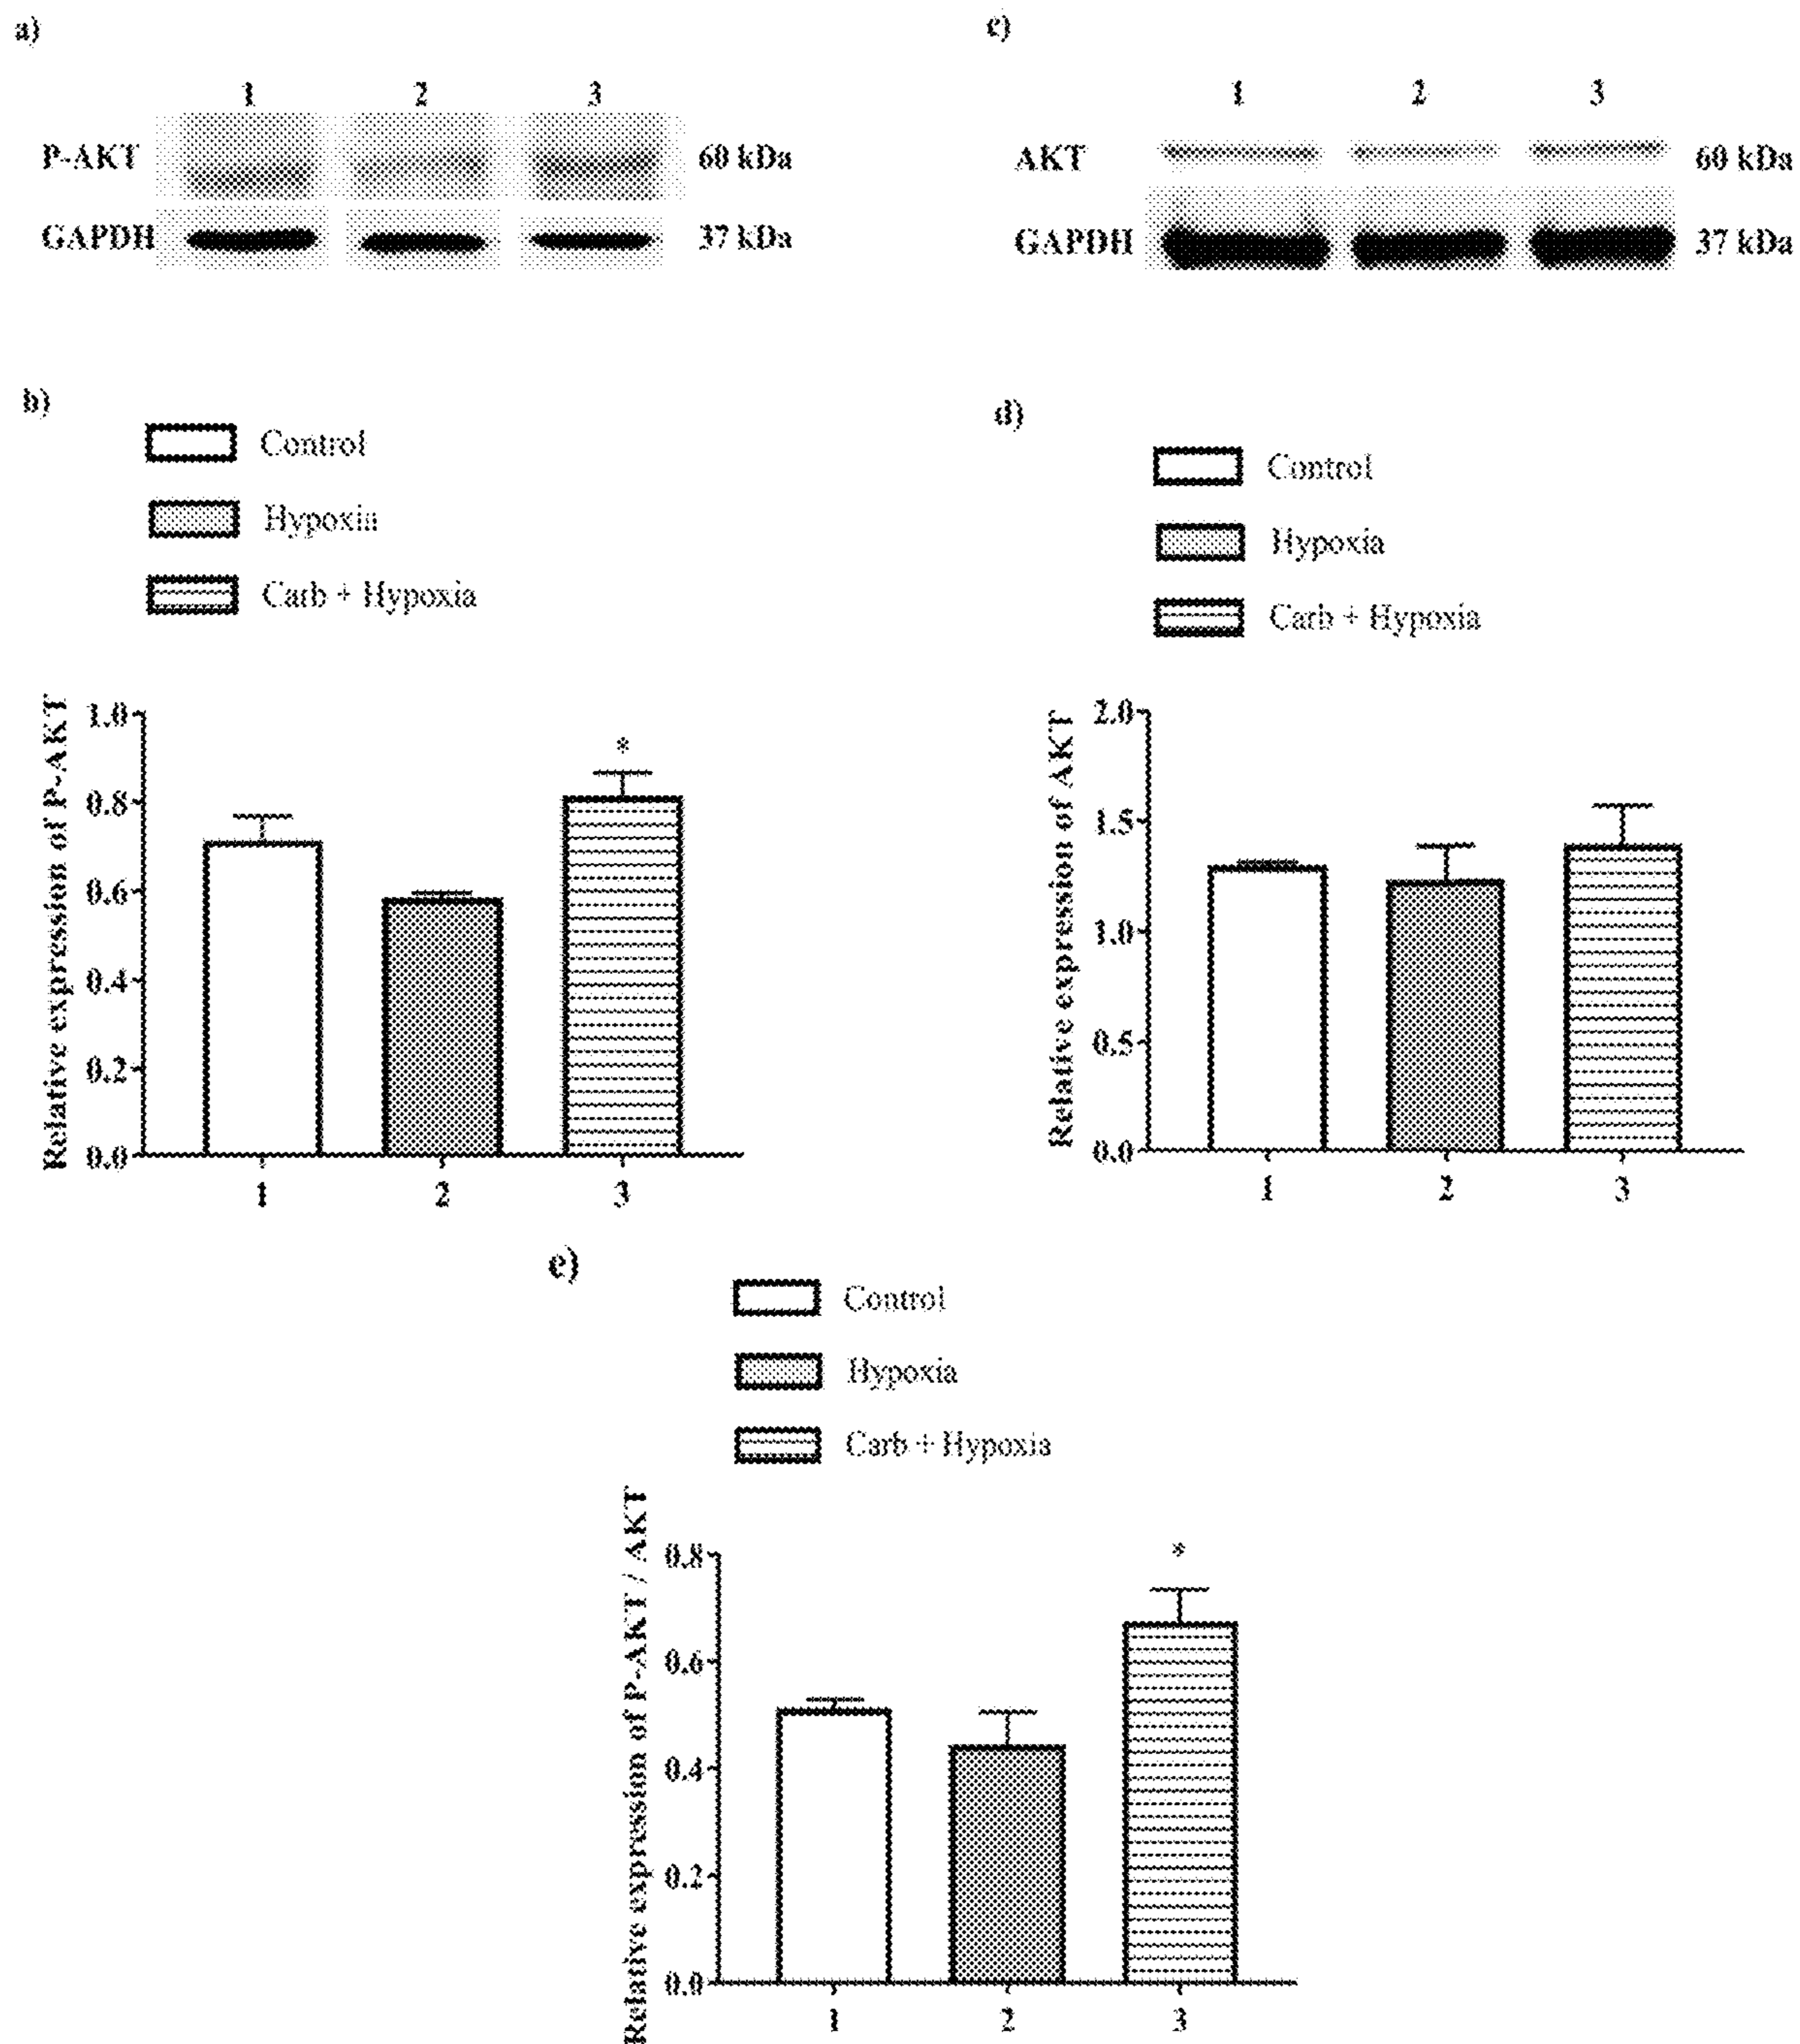 a)
1 2 3
P-AKT 60 kDa
GAPDH 37 kDa
c)
1 2 3
AKT 60 kDa
GAPDH 37 kDa
b)
Control
Hypoxia
Carb + Hypoxia
Relative expression of P-AKT
1.0
0.8
0.6
0.4
0.2
0.0
*
1 2 3
d)
Control
Hypoxia
Carb + Hypoxia
Relative expression of AKT
2.0
1.5
1.0
0.5
0.0
1 2 3
e)
Control
Hypoxia
Carb + Hypoxia
Relative expression of P-AKT / AKT
0.8
0.6
0.4
0.2
0.0
*
1 2 3